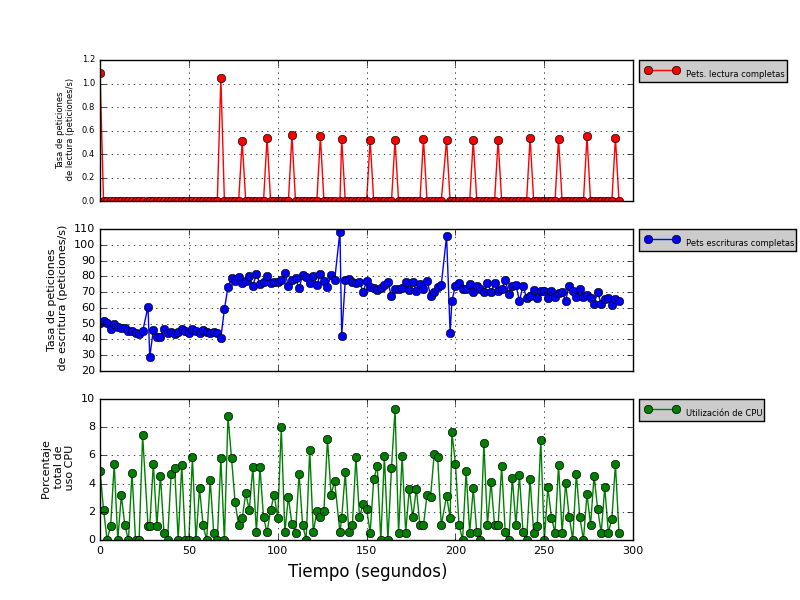 1.2
1.0
0.8
0.6
0.4
0.2
0.0
Tasa de peticiones
de lectura (peticiones/s)
Pets. lectura completas
110
100
90
80
70
60
50
40
30
20
Tasa de peticiones
de escritura (peticiones/s)
Pets escrituras completas
10
8
6
4
2
0
Porcentaje
total de
uso CPU
Utilización de CPU
0 50 100 150 200 250 300
Tiempo (segundos)